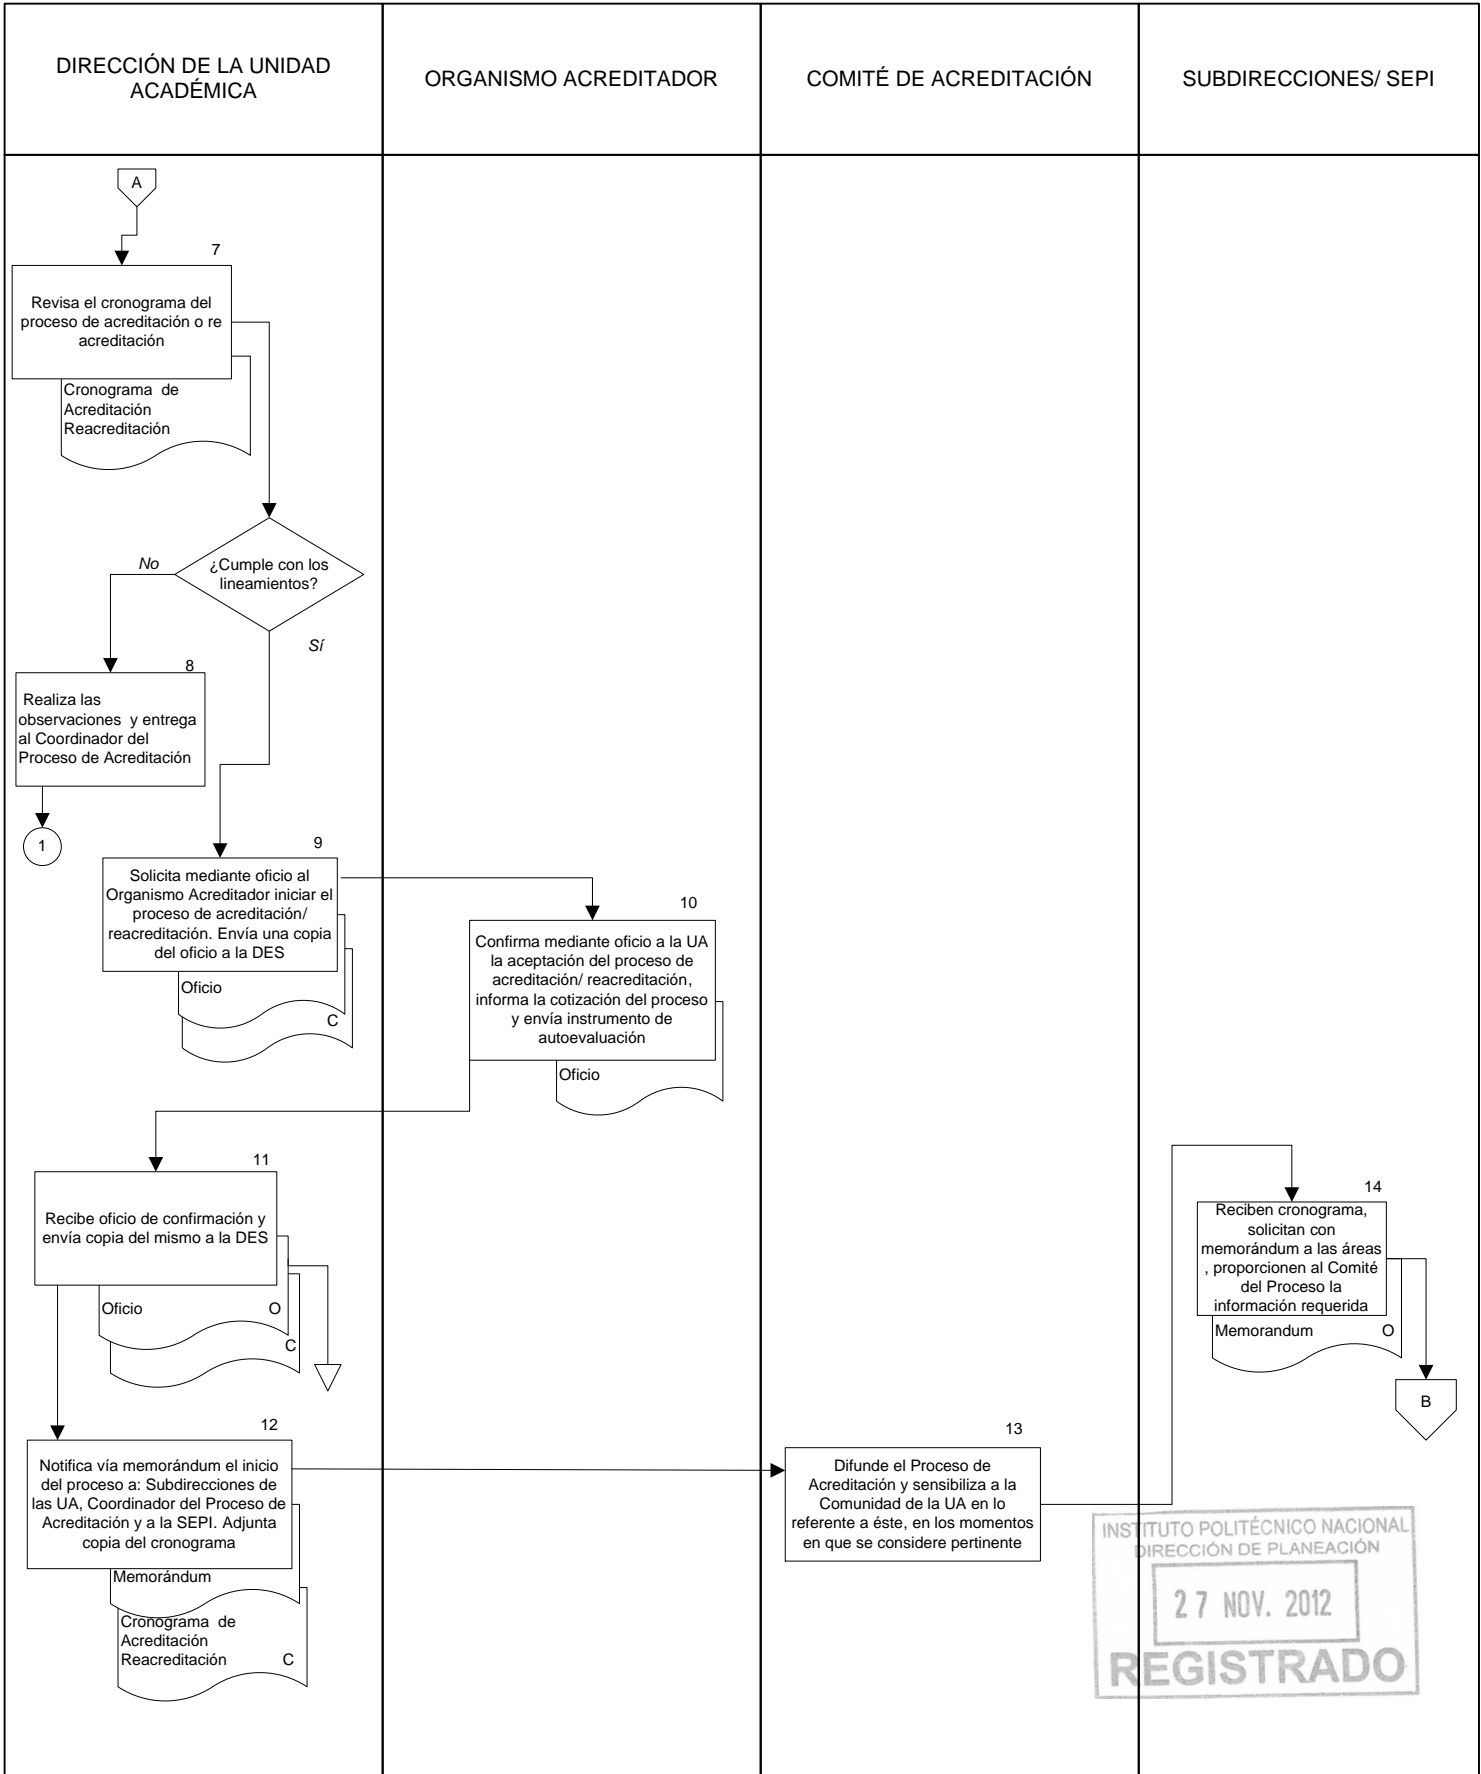 DIRECCIÓN DE LA UNIDAD
ACADÉMICA
ORGANISMO ACREDITADOR
COMITÉ DE ACREDITACIÓN
SUBDIRECCIONES/ SEPI
A
7
Revisa el cronograma del
proceso de acreditación o re
acreditación
Cronograma de
Acreditación
Reacreditación
¿Cumple con los
lineamientos?
No
Sí
8
Realiza las
observaciones y entrega
al Coordinador del
Proceso de Acreditación
1
9
Solicita mediante oficio al
Organismo Acreditador iniciar el
proceso de acreditación/
reacreditación. Envía una copia
del oficio a la DES
Oficio
C
10
Confirma mediante oficio a la UA
la aceptación del proceso de
acreditación/ reacreditación,
informa la cotización del proceso
y envía instrumento de
autoevaluación
Oficio
11
Recibe oficio de confirmación y
envía copia del mismo a la DES
Oficio O
C
12
Notifica vía memorándum el inicio
del proceso a: Subdirecciones de
las UA, Coordinador del Proceso de
Acreditación y a la SEPI. Adjunta
copia del cronograma
Memorándum
Cronograma de
Acreditación
Reacreditación C
13
Difunde el Proceso de
Acreditación y sensibiliza a la
Comunidad de la UA en lo
referente a éste, en los momentos
en que se considere pertinente
14
Reciben cronograma,
solicitan con
memorándum a las áreas
, proporcionen al Comité
del Proceso la
información requerida
Memorandum O
B
INSTITUTO POLITÉCNICO NACIONAL
DIRECCIÓN DE PLANEACIÓN
27 NOV. 2012
REGISTRADO